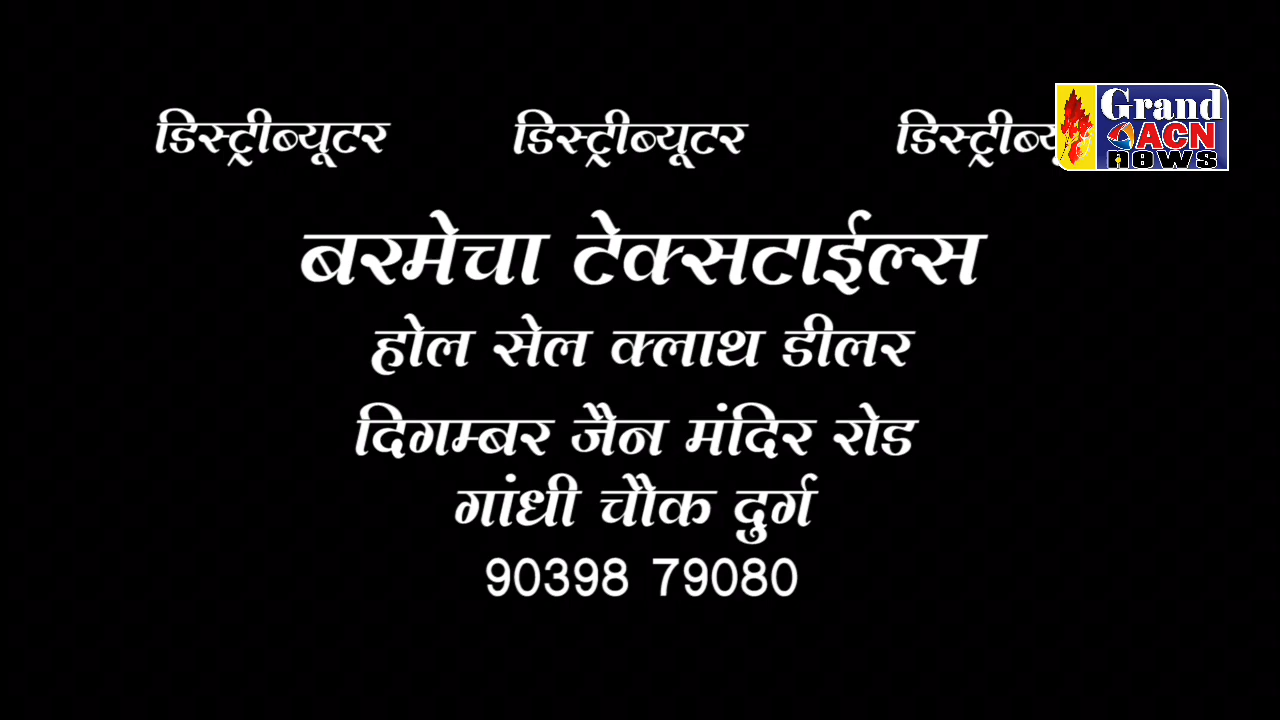 डिस्ट्रीब्यूटर डिस्ट्रीब्यूटर
Grand
ACN
news
बरमेचा टेक्सटाईल्स
होल सेल क्लाथ डीलर
दिगम्बर जैन मंदिर रोड
गांधी चौक दुर्ग
90398 79080